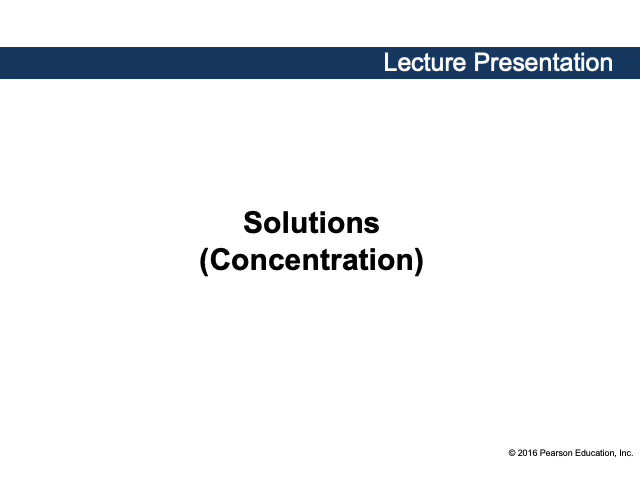 Lecture Presentation
Solutions
(Concentration)
© 2016 Pearson Education, Inc.